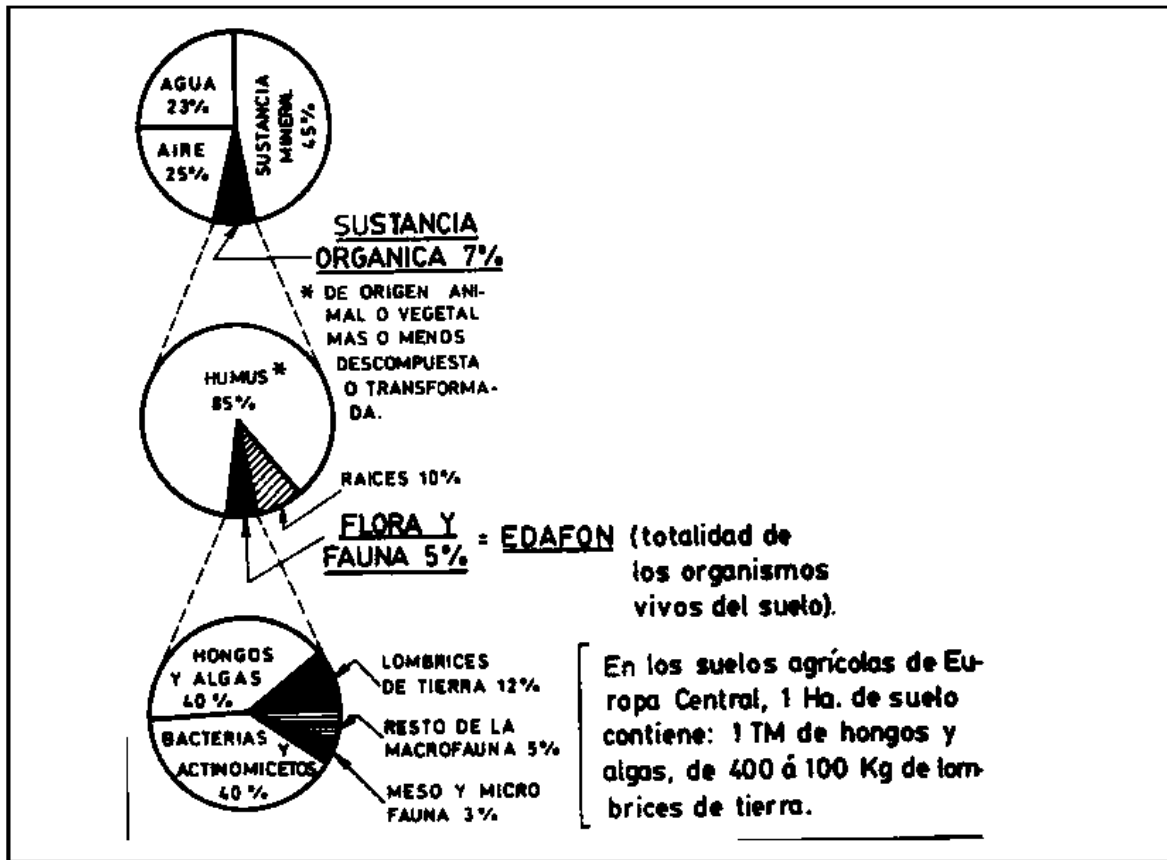 AGUA
23%
SUSTANCIA
MINERAL
45%
AIRE
25%
SUSTANCIA
ORGANICA 7%
* DE ORIGEN ANI-
MAL O VEGETAL
MAS O MENOS
DESCOMPUESTA
O TRANSFORMA-
DA.
HUMUS*
85%
RAICES 10%
FLORA Y
FAUNA 5% = EDAFON (totalidad de
los organismos
vivos del suelo).
HONGOS
Y ALGAS
40%
BACTERIAS Y
ACTINOMICETOS
40%
LOMBRICES
DE TIERRA 12%
RESTO DE LA
MACROFAUNA 5%
MESO Y MICRO
FAUNA 3%
En los suelos agrícolas de Eu-
ropa Central, 1 Ha. de suelo
contiene: 1 TM de hongos y
algas, de 400 á 100 Kg de lom-
brices de tierra.